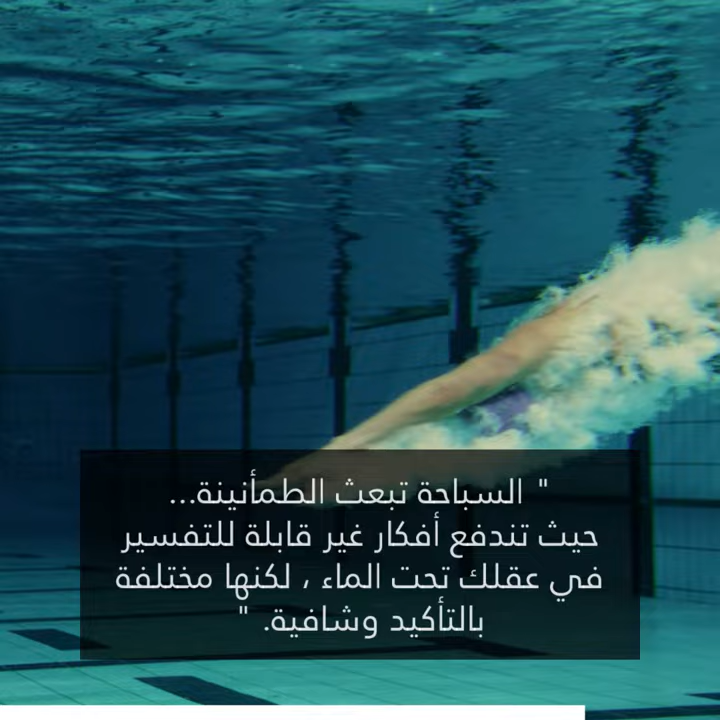 " السباحة تبعث الطمأنينة...
حيث تندفع أفكار غير قابلة للتفسير
في عقلك تحت الماء ، لكنها مختلفة
بالتأكيد وشافية. "